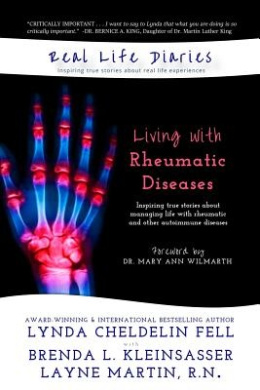 "CRITICALLY IMPORTANT . . . I want to say to Lynda that what you are doing is so
critically important." -DR. BERNICE A. KING, Daughter of Dr. Martin Luther King
Real Life Diaries
Inspiring true stories about real life experiences
Living with
Rheumatic
Diseases
Inspiring true stories about
managing life with rheumatic
and other autoimmune diseases
Foreword by
DR. MARY ANN WILMARTH
AWARD-WINNING & INTERNATIONAL BESTSELLING AUTHOR
LYNDA CHELDELIN FELL
with
BRENDA L. KLEINSASSER
LAYNE MARTIN, R.N.